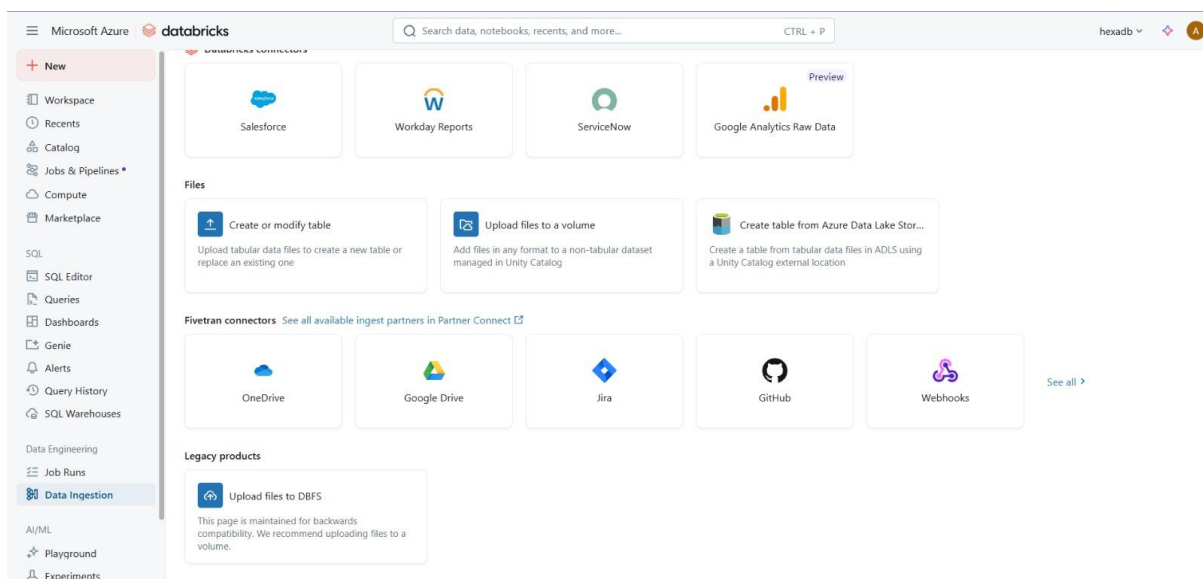 Microsoft Azure databricks Search data, notebooks, recents, and more... CTRL + P hexadb A
New
Workspace
Recents
Catalog
Jobs & Pipelines
Compute
Marketplace
SQL
SQL Editor
Queries
Dashboards
Genie
Alerts
Query History
SQL Warehouses
Data Engineering
Job Runs
Data Ingestion
AI/ML
Playground
Experiments
Databricks connectors
Salesforce
Workday Reports
ServiceNow
Preview
Google Analytics Raw Data
Files
Create or modify table
Upload tabular data files to create a new table or
replace an existing one
Upload files to a volume
Add files in any format to a non-tabular dataset
managed in Unity Catalog
Create table from Azure Data Lake Stor...
Create a table from tabular data files in ADLS using
a Unity Catalog external location
Fivetran connectors See all available ingest partners in Partner Connect
OneDrive
Google Drive
Jira
GitHub
Webhooks
See all
Legacy products
Upload files to DBFS
This page is maintained for backwards
compatibility. We recommend uploading files to a
volume.